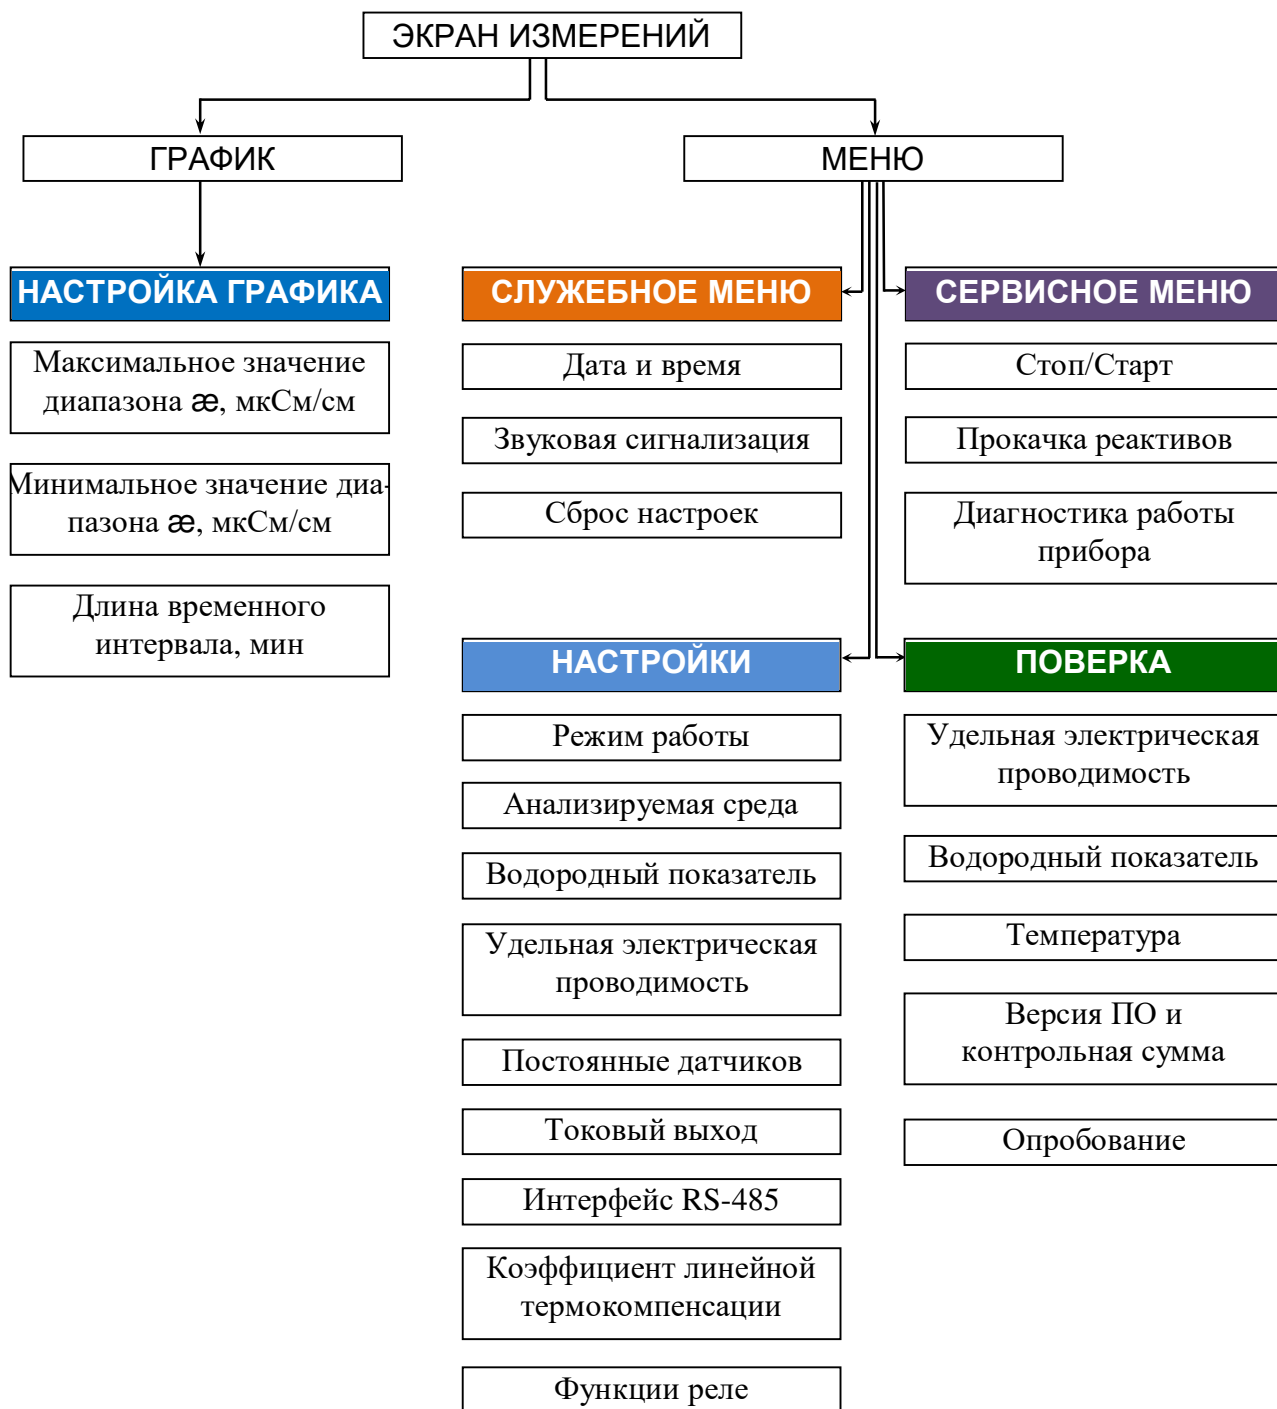 ЭКРАН ИЗМЕРЕНИЙ
ГРАФИК
МЕНЮ
НАСТРОЙКА ГРАФИКА
Максимальное значение
диапазона æ, мкСм/см
Минимальное значение диа-
пазона æ, мкСм/см
Длина временного
интервала, мин
СЛУЖЕБНОЕ МЕНЮ
Дата и время
Звуковая сигнализация
Сброс настроек
СЕРВИСНОЕ МЕНЮ
Стоп/Старт
Прокачка реактивов
Диагностика работы
прибора
НАСТРОЙКИ
Режим работы
Анализируемая среда
Водородный показатель
Удельная электрическая
проводимость
Постоянные датчиков
Токовый выход
Интерфейс RS-485
Коэффициент линейной
термокомпенсации
Функции реле
ПОВЕРКА
Удельная электрическая
проводимость
Водородный показатель
Температура
Версия ПО и
контрольная сумма
Опробование